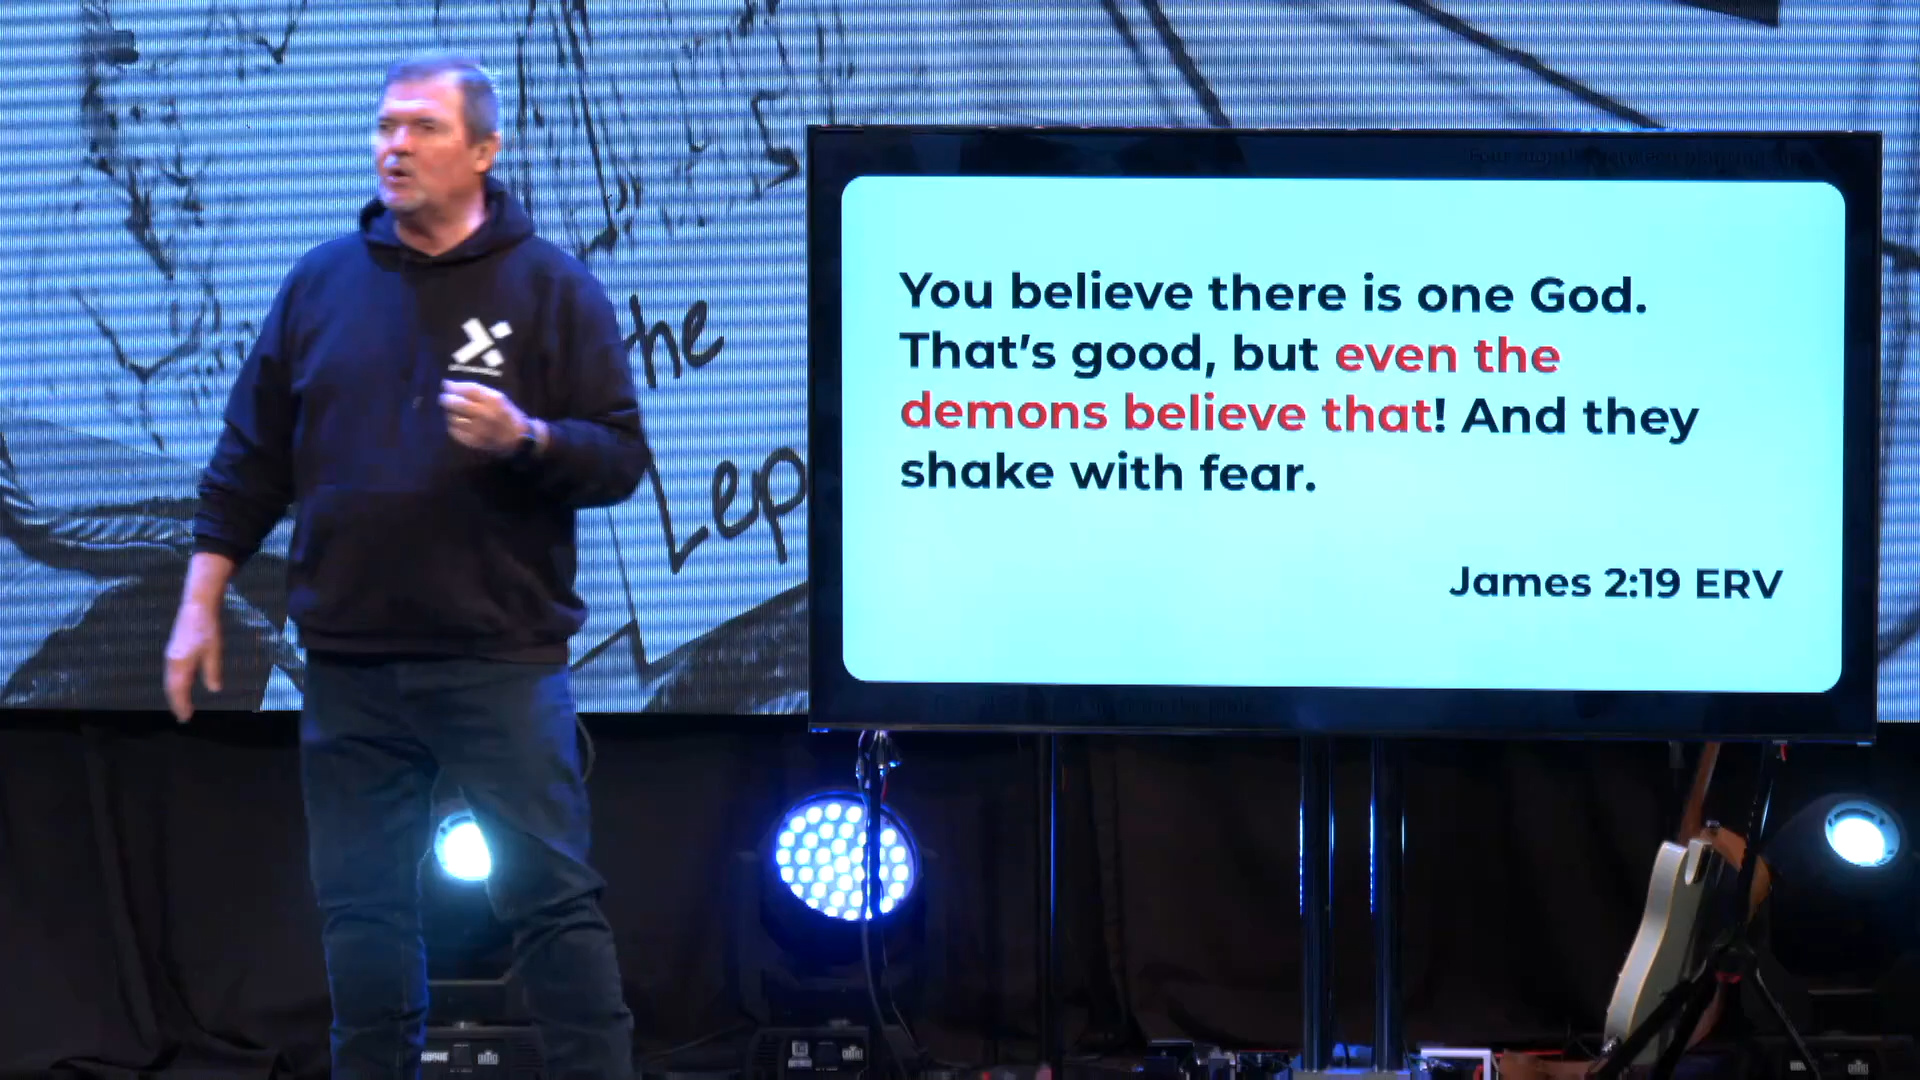 the
Lep
You believe there is one God.
That's good, but even the
demons believe that! And they
shake with fear.
James 2:19 ERV